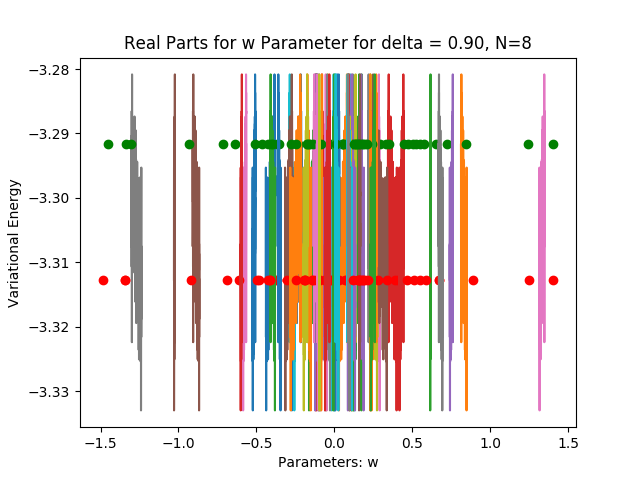 Real Parts for w Parameter for delta = 0.90, N=8
−3.28
−3.29
−3.30
−3.31
−3.32
−3.33
Variational Energy
−1.5 −1.0 −0.5 0.0 0.5 1.0 1.5
Parameters: w